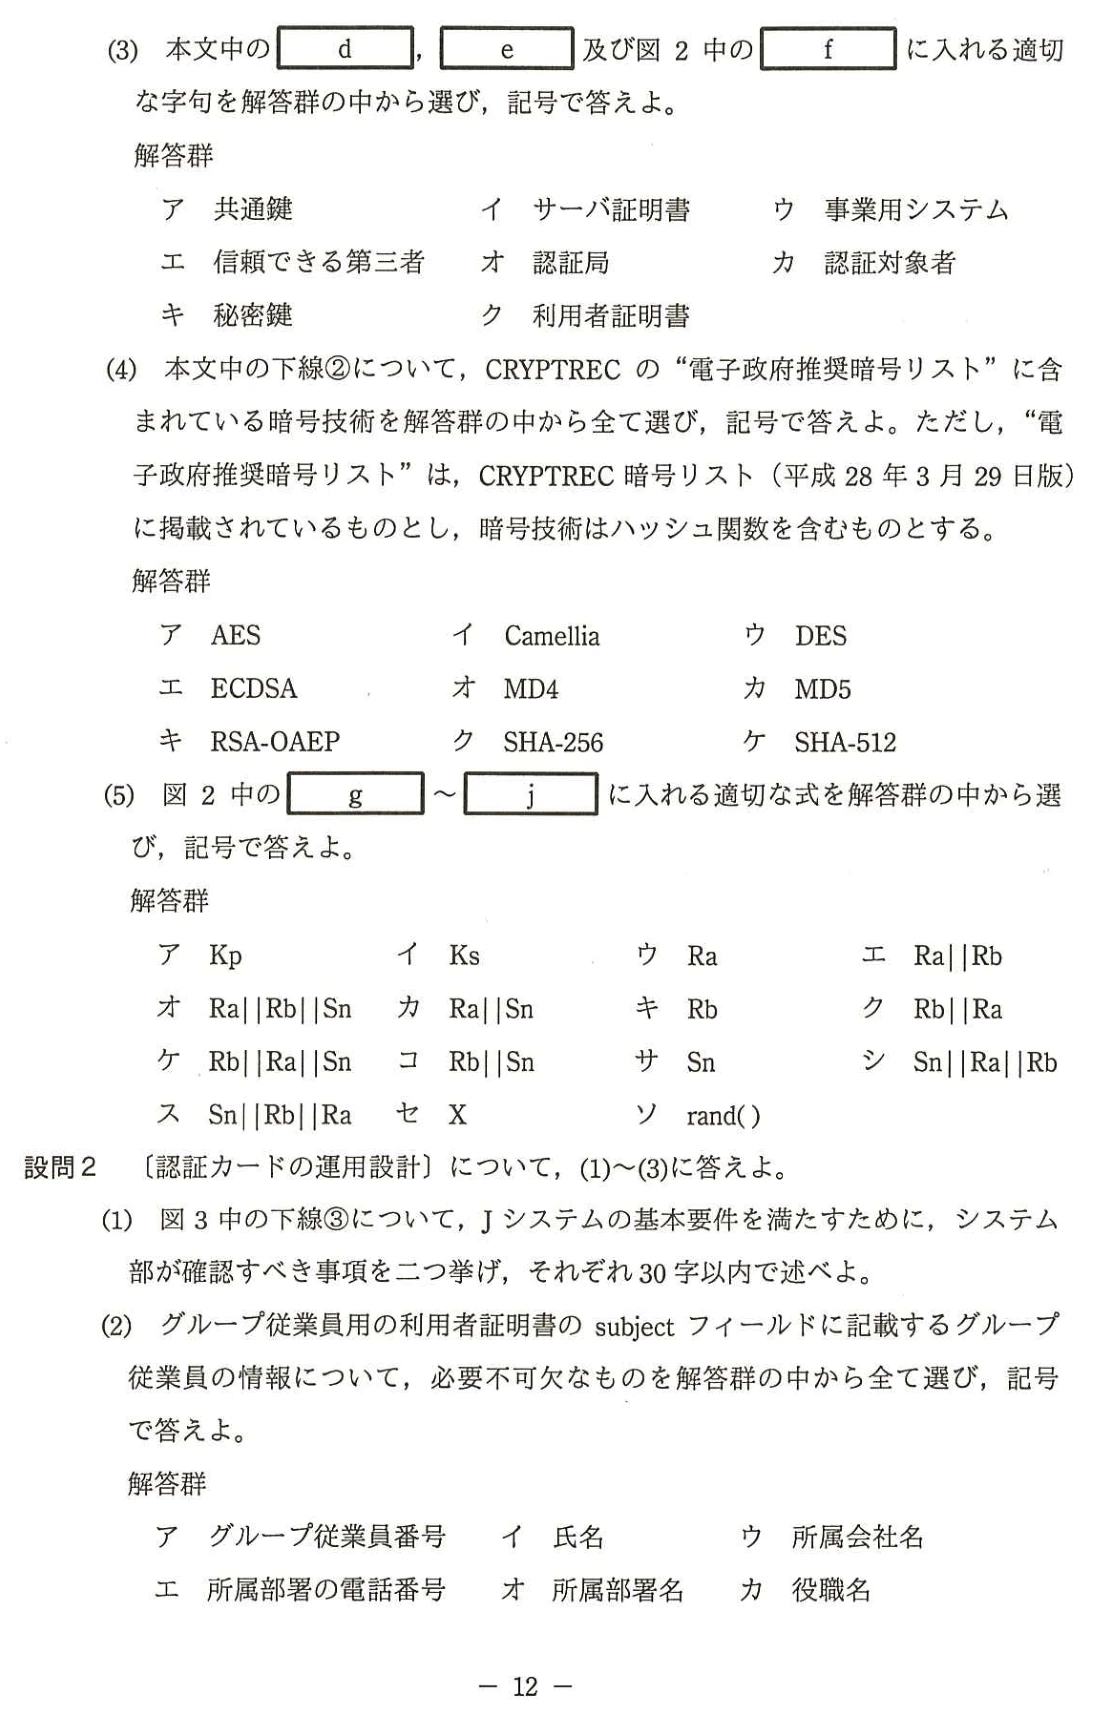 (3) 本文中の d , e 及び図 2 中の f に入れる適切
な字句を解答群の中から選び，記号で答えよ。
解答群
ア 共通鍵 イ サーバ証明書 ウ 事業用システム
エ 信頼できる第三者 オ 認証局 カ 認証対象者
キ 秘密鍵 ク 利用者証明書
(4) 本文中の下線②について，CRYPTREC の“電子政府推奨暗号リスト”に含
まれている暗号技術を解答群の中から全て選び，記号で答えよ。ただし，“電
子政府推奨暗号リスト”は，CRYPTREC 暗号リスト（平成 28 年 3 月 29 日版）
に掲載されているものとし，暗号技術はハッシュ関数を含むものとする。
解答群
ア AES イ Camellia ウ DES
エ ECDSA オ MD4 カ MD5
キ RSA-OAEP ク SHA-256 ケ SHA-512
(5) 図 2 中の g ～ j に入れる適切な式を解答群の中から選
び，記号で答えよ。
解答群
ア Kp イ Ks ウ Ra エ Ra||Rb
オ Ra||Rb||Sn カ Ra||Sn キ Rb ク Rb||Ra
ケ Rb||Ra||Sn コ Rb||Sn サ Sn シ Sn||Ra||Rb
ス Sn||Rb||Ra セ X ソ rand()
設問2 〔認証カードの運用設計〕について，(1)～(3)に答えよ。
(1) 図 3 中の下線③について，J システムの基本要件を満たすために，システム
部が確認すべき事項を二つ挙げ，それぞれ 30 字以内で述べよ。
(2) グループ従業員用の利用者証明書の subject フィールドに記載するグループ
従業員の情報について，必要不可欠なものを解答群の中から全て選び，記号
で答えよ。
解答群
ア グループ従業員番号 イ 氏名 ウ 所属会社名
エ 所属部署の電話番号 オ 所属部署名 カ 役職名
－ 12 －